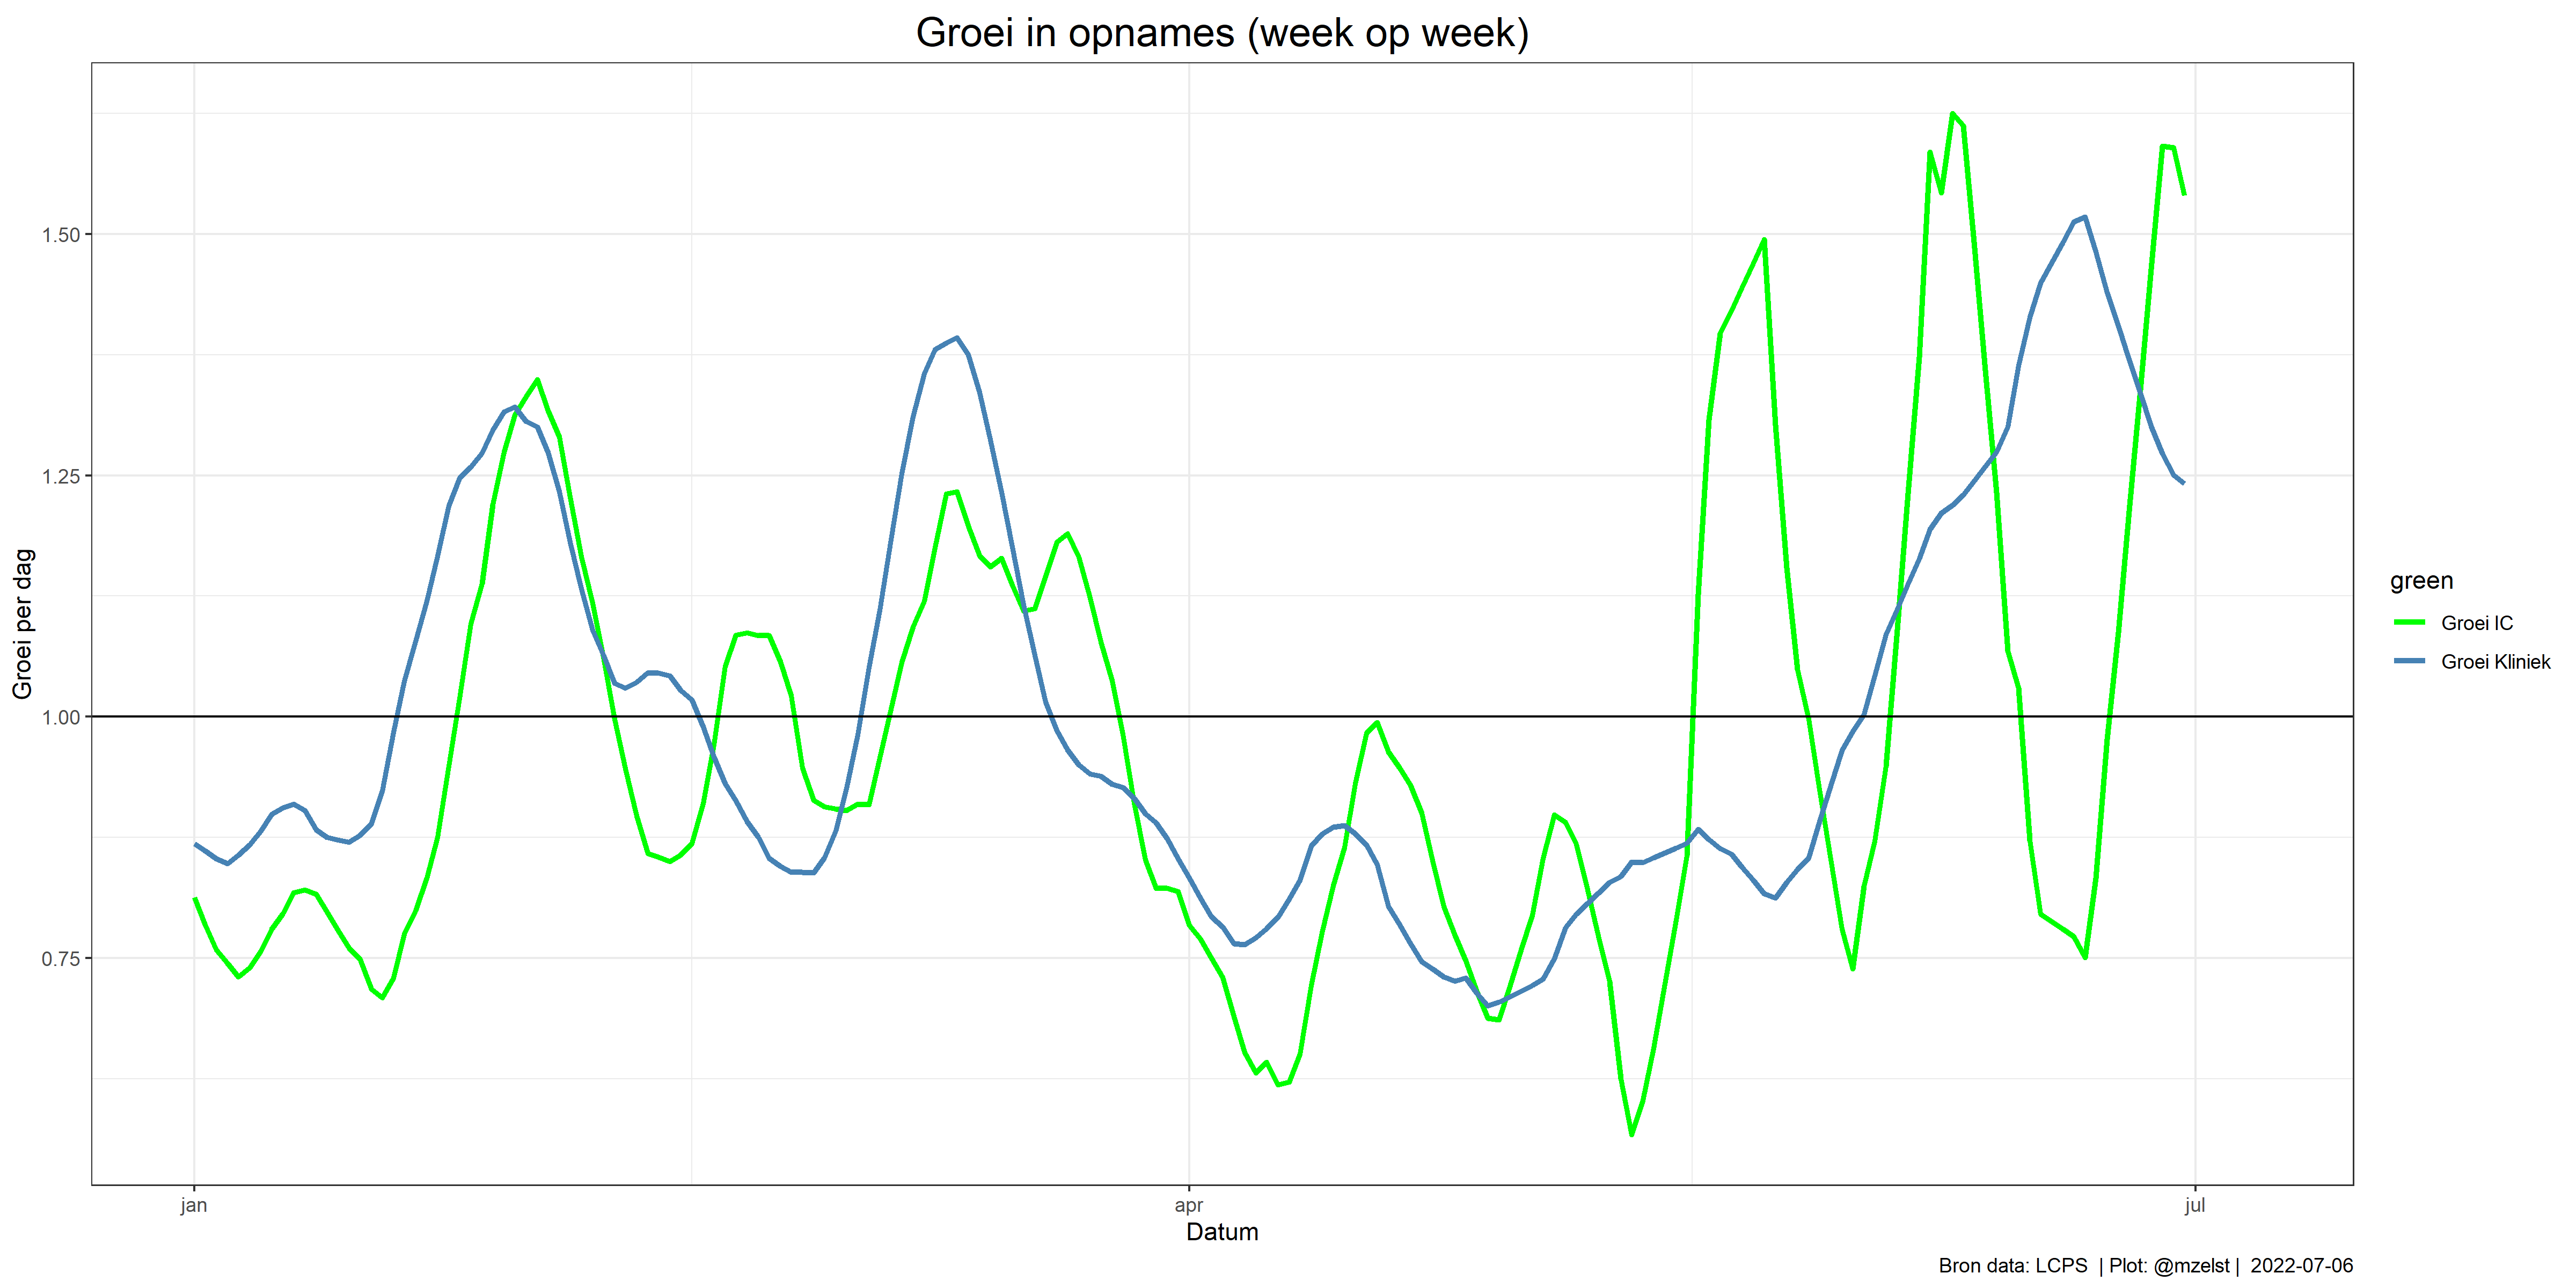 Groei in opnames (week op week)
Groei per dag
1.50
1.25
1.00
0.75
jan
apr
jul
Datum
green
Groei IC
Groei Kliniek
Bron data: LCPS | Plot: @mzelst | 2022-07-06